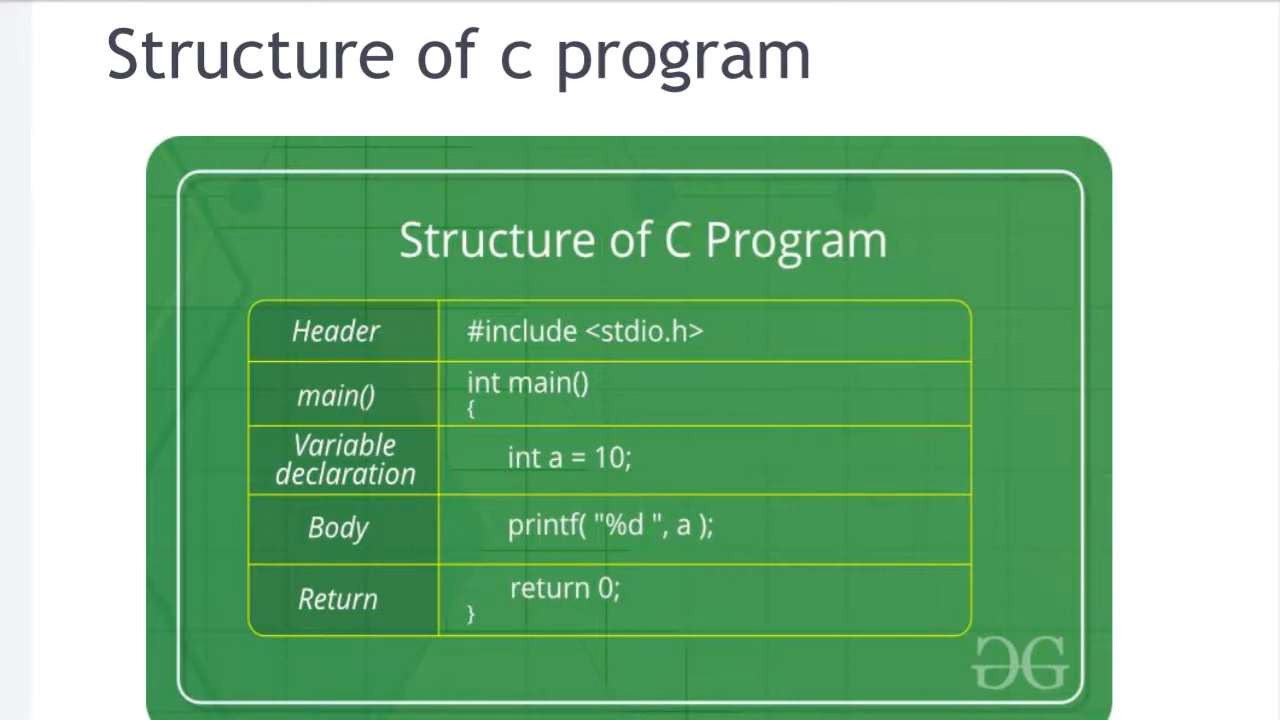 Structure of c program
Structure of C Program
Header
#include <stdio.h>
main()
int main()
{
Variable
declaration
int a = 10;
Body
printf( "%d ", a );
Return
return 0;
}
GG